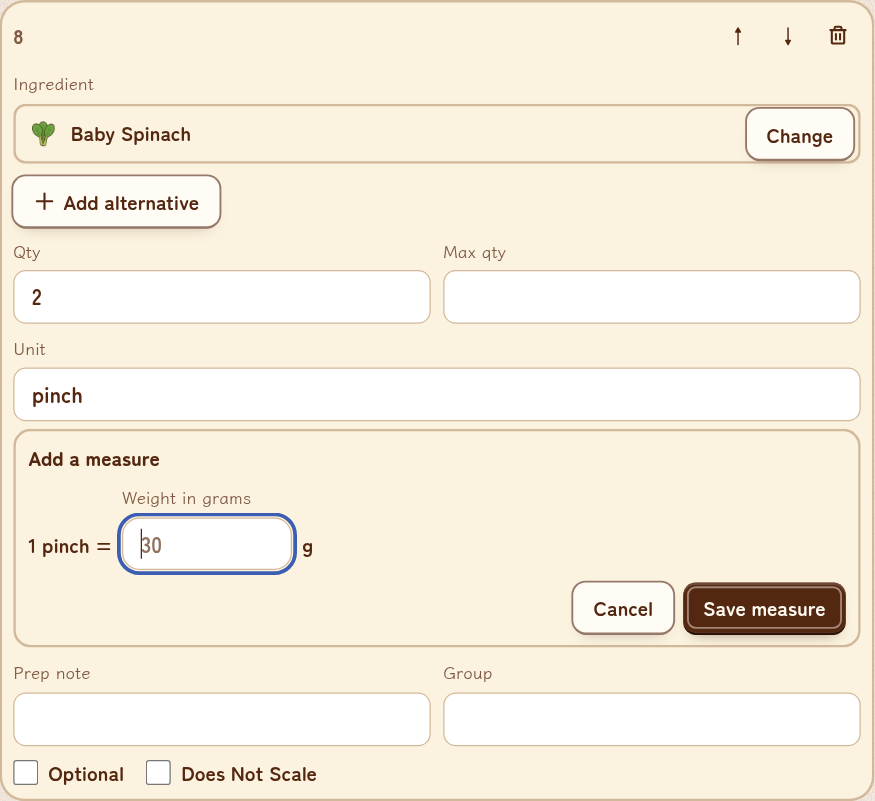 8
Ingredient
Baby Spinach
Change
Add alternative
Qty
Max qty
2
Unit
pinch
Add a measure
Weight in grams
1 pinch = 30 g
Cancel
Save measure
Prep note
Group
Optional
Does Not Scale